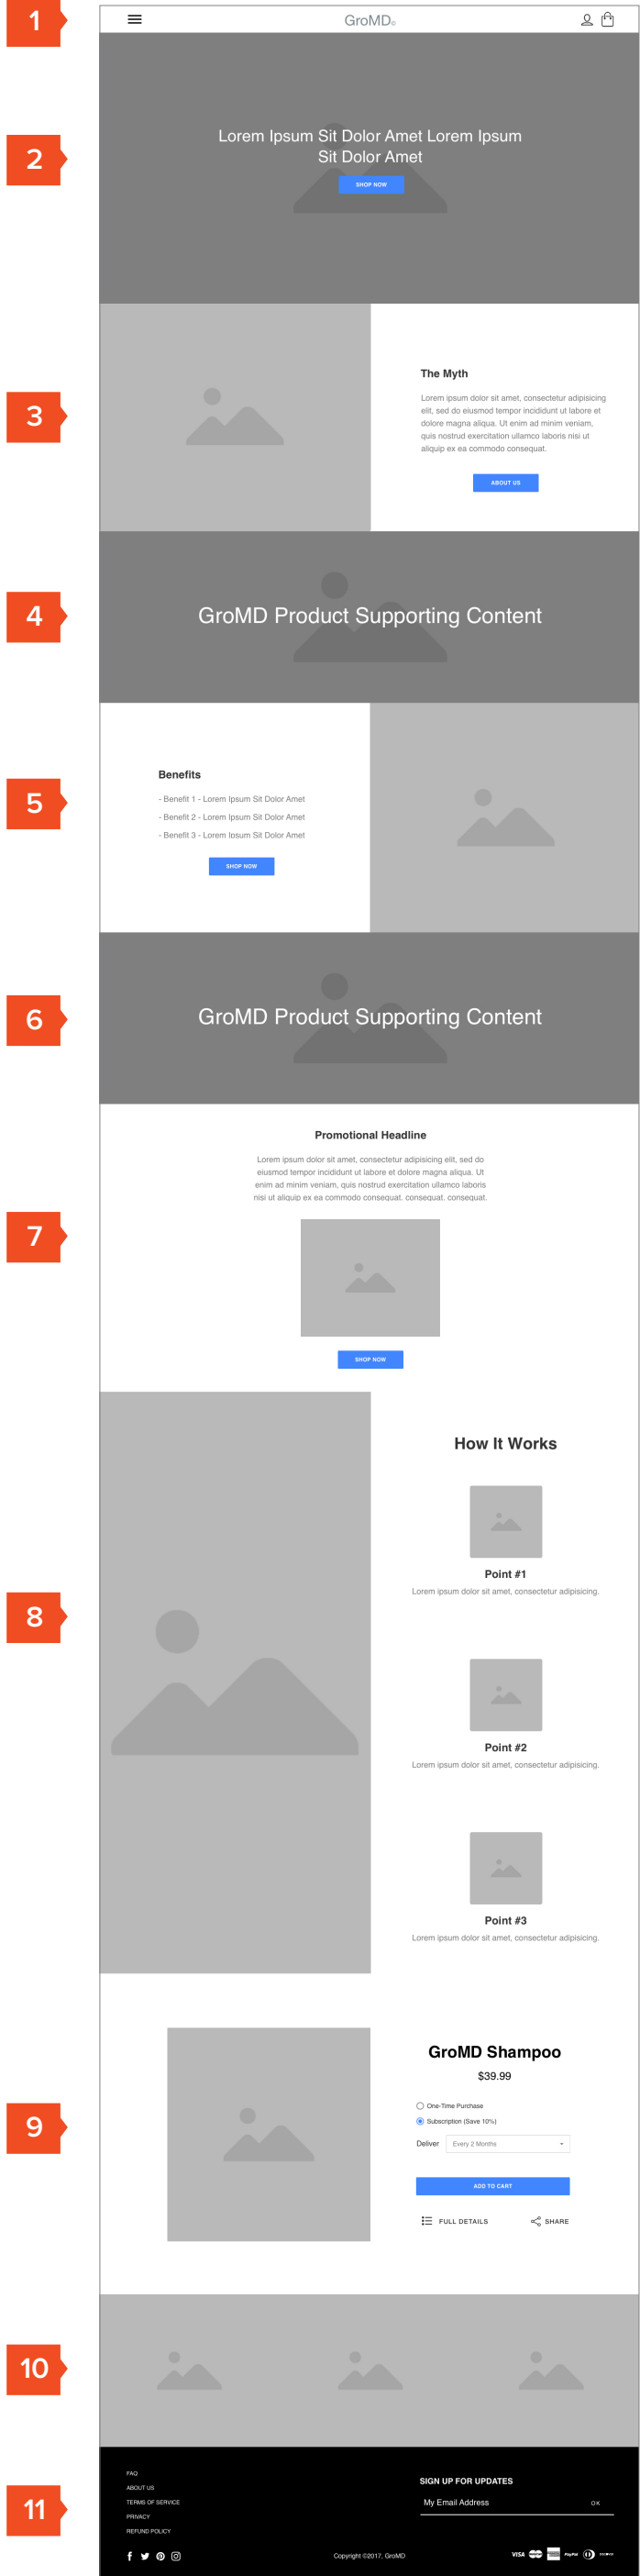 1
GroMD®
2
Lorem Ipsum Sit Dolor Amet Lorem Ipsum
Sit Dolor Amet
SHOP NOW
3
The Myth
Lorem ipsum dolor sit amet, consectetur adipisicing
elit, sed do eiusmod tempor incididunt ut labore et
dolore magna aliqua. Ut enim ad minim veniam,
quis nostrud exercitation ullamco laboris nisi ut
aliquip ex ea commodo consequat.
ABOUT US
4
GroMD Product Supporting Content
5
Benefits
- Benefit 1 - Lorem Ipsum Sit Dolor Amet
- Benefit 2 - Lorem Ipsum Sit Dolor Amet
- Benefit 3 - Lorem Ipsum Sit Dolor Amet
SHOP NOW
6
GroMD Product Supporting Content
7
Promotional Headline
Lorem ipsum dolor sit amet, consectetur adipisicing elit, sed do
eiusmod tempor incididunt ut labore et dolore magna aliqua. Ut
enim ad minim veniam, quis nostrud exercitation ullamco laboris
nisi ut aliquip ex ea commodo consequat. consequat. consequat.
SHOP NOW
8
How It Works
Point #1
Lorem ipsum dolor sit amet, consectetur adipisicing.
Point #2
Lorem ipsum dolor sit amet, consectetur adipisicing.
Point #3
Lorem ipsum dolor sit amet, consectetur adipisicing.
9
GroMD Shampoo
$39.99
One-Time Purchase
Subscription (Save 10%)
Deliver Every 2 Months
ADD TO CART
FULL DETAILS SHARE
10
11
FAQ
ABOUT US
TERMS OF SERVICE
PRIVACY
REFUND POLICY
SIGN UP FOR UPDATES
My Email Address OK
Copyright ©2017, GroMD
VISA PayPal